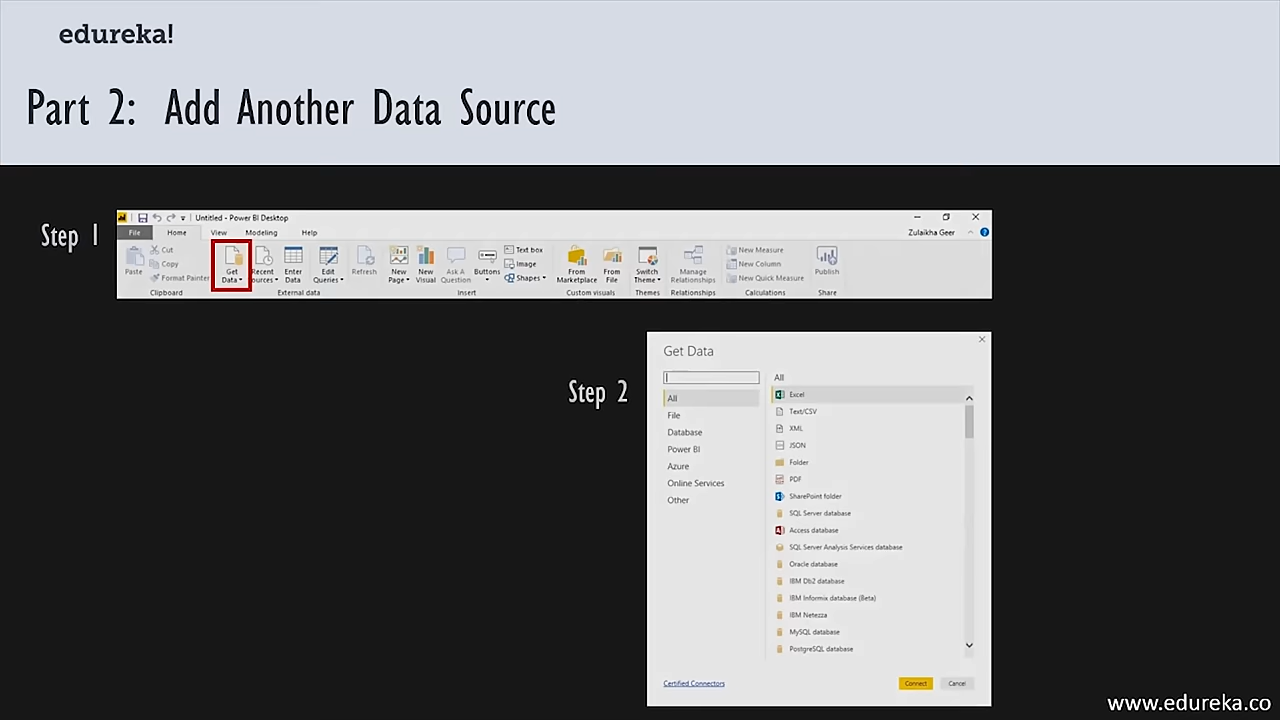 edureka!
Part 2: Add Another Data Source
Step 1
Untitled - Power BI Desktop
File Home View Modeling Help
Zulaikha Geer
Paste
Cut
Copy
Format Painter
Clipboard
Get Data
Recent Sources
Enter Data
Edit Queries
Refresh
External data
New Page
New Visual
Ask A Question
Buttons
Text box
Image
Shapes
Insert
From Marketplace
From File
Custom visuals
Switch Theme
Themes
Manage Relationships
Relationships
New Measure
New Column
New Quick Measure
Calculations
Publish
Share
Step 2
Get Data
All
File
Database
Power BI
Azure
Online Services
Other
All
Excel
Text/CSV
XML
JSON
Folder
PDF
SharePoint folder
SQL Server database
Access database
SQL Server Analysis Services database
Oracle database
IBM Db2 database
IBM Informix database (Beta)
IBM Netezza
MySQL database
PostgreSQL database
Certified Connectors
Connect
Cancel
www.edureka.co